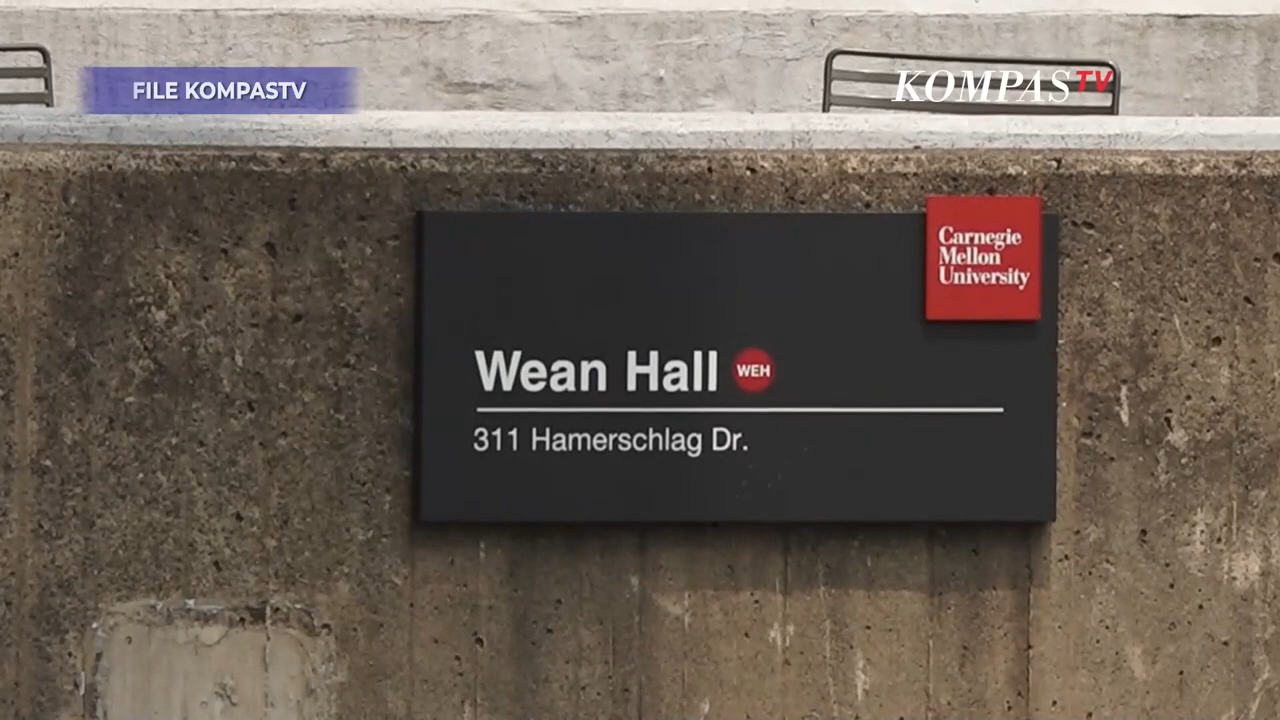 FILE KOMPASTV
KOMPASTV
Carnegie
Mellon
University
Wean Hall WEH
311 Hamerschlag Dr.